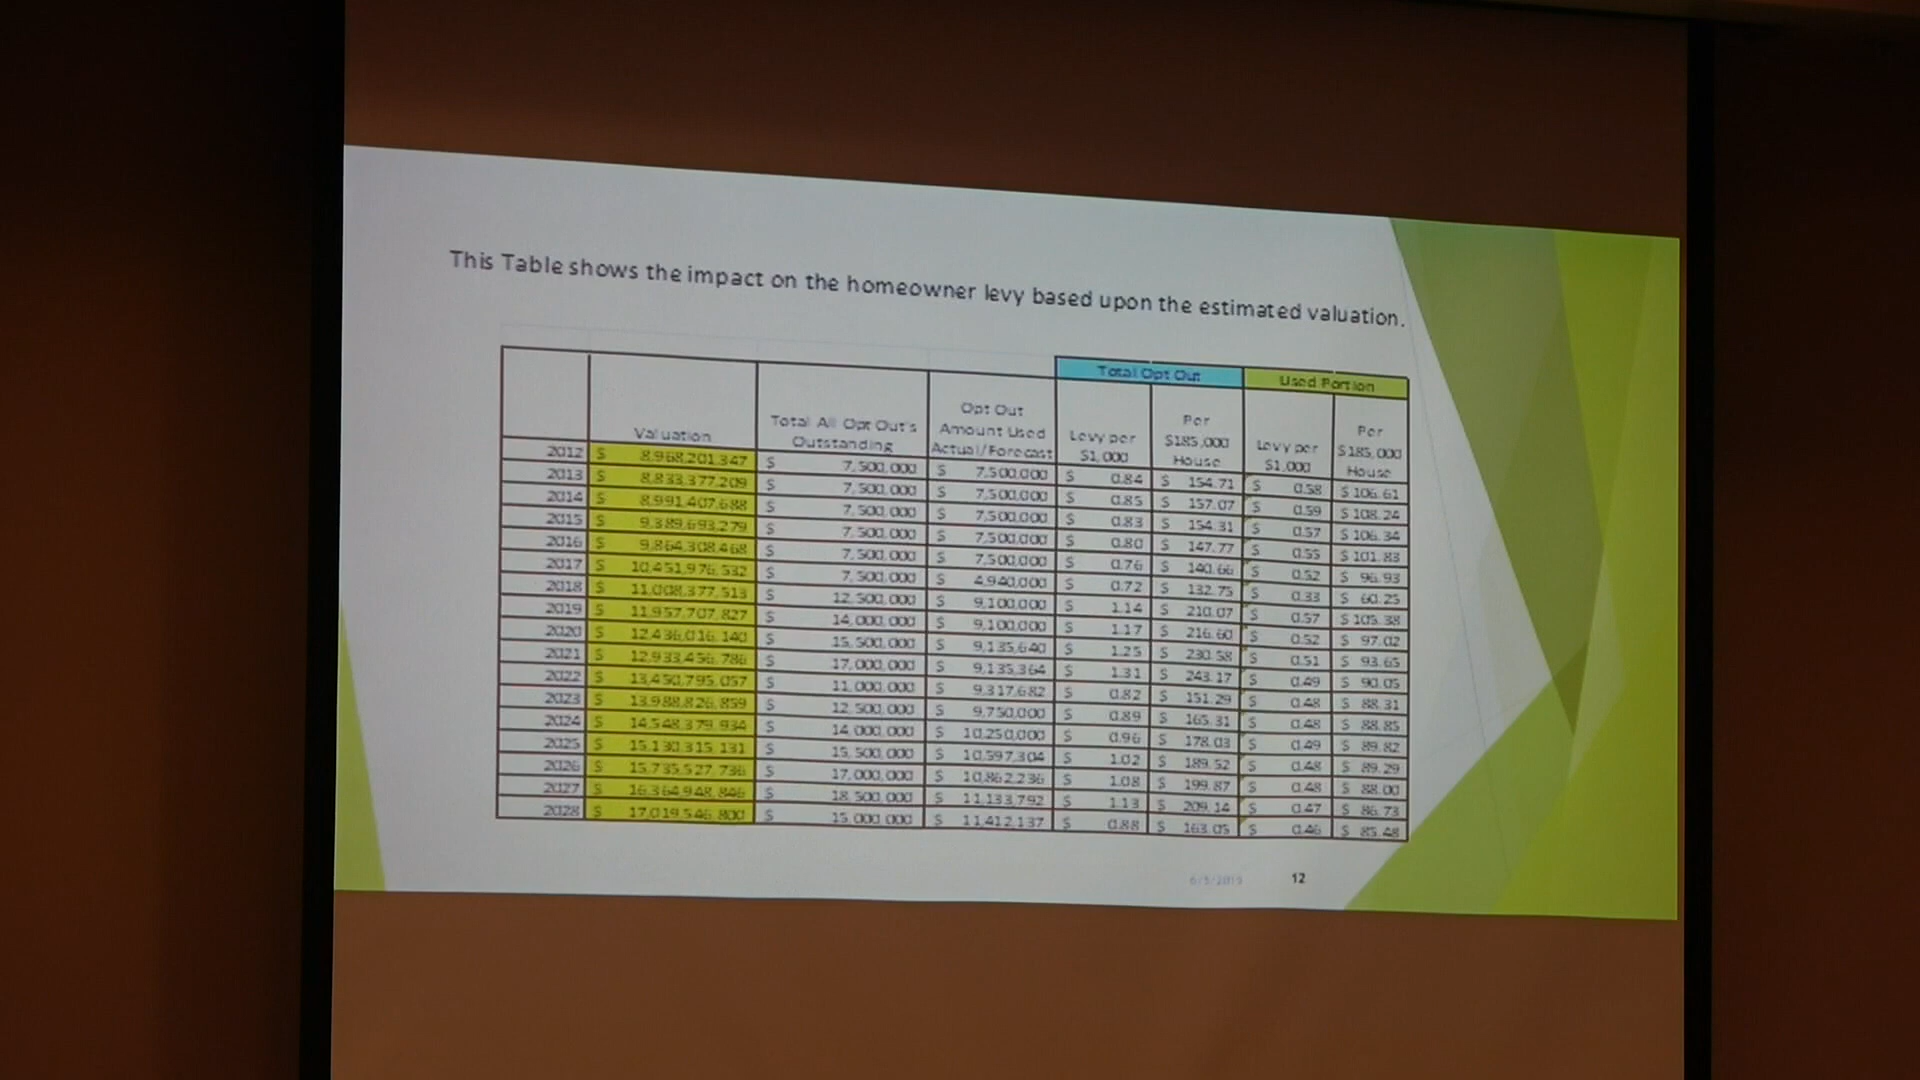 This Table shows the impact on the homeowner levy based upon the estimated valuation.
Total Opt Out Used Portion
Valuation Total All Opt Out's Outstanding Opt Out Amount Used Actual/Forecast Levy per $1,000 Per $185,000 House Levy per $1,000 Per $185,000 House
2012 $ 8,968,201,347 $ 7,500,000 $ 7,500,000 $ 0.84 $ 154.71 $ 0.58 $ 106.61
2013 $ 8,833,377,209 $ 7,500,000 $ 7,500,000 $ 0.85 $ 157.07 $ 0.59 $ 108.24
2014 $ 8,991,407,688 $ 7,500,000 $ 7,500,000 $ 0.83 $ 154.31 $ 0.57 $ 106.34
2015 $ 9,389,693,279 $ 7,500,000 $ 7,500,000 $ 0.80 $ 147.77 $ 0.55 $ 101.83
2016 $ 9,864,308,468 $ 7,500,000 $ 7,500,000 $ 0.76 $ 140.66 $ 0.52 $ 96.93
2017 $ 10,451,976,532 $ 7,500,000 $ 4,940,000 $ 0.72 $ 132.75 $ 0.33 $ 60.25
2018 $ 11,008,377,513 $ 12,500,000 $ 9,100,000 $ 1.14 $ 210.07 $ 0.57 $ 105.38
2019 $ 11,957,707,827 $ 14,000,000 $ 9,100,000 $ 1.17 $ 216.60 $ 0.52 $ 97.02
2020 $ 12,436,016,140 $ 15,500,000 $ 9,135,640 $ 1.25 $ 230.58 $ 0.51 $ 93.65
2021 $ 12,933,456,786 $ 17,000,000 $ 9,135,364 $ 1.31 $ 243.17 $ 0.49 $ 90.05
2022 $ 13,450,795,057 $ 11,000,000 $ 9,317,682 $ 0.82 $ 151.29 $ 0.48 $ 88.31
2023 $ 13,988,826,859 $ 12,500,000 $ 9,750,000 $ 0.89 $ 165.31 $ 0.48 $ 88.85
2024 $ 14,548,379,934 $ 14,000,000 $ 10,250,000 $ 0.96 $ 178.03 $ 0.49 $ 89.82
2025 $ 15,130,315,131 $ 15,500,000 $ 10,597,304 $ 1.02 $ 189.52 $ 0.48 $ 89.29
2026 $ 15,735,527,736 $ 17,000,000 $ 10,862,236 $ 1.08 $ 199.87 $ 0.48 $ 88.00
2027 $ 16,364,948,846 $ 18,500,000 $ 11,133,792 $ 1.13 $ 209.14 $ 0.47 $ 86.73
2028 $ 17,019,546,800 $ 15,000,000 $ 11,412,137 $ 0.88 $ 163.05 $ 0.46 $ 85.48
12